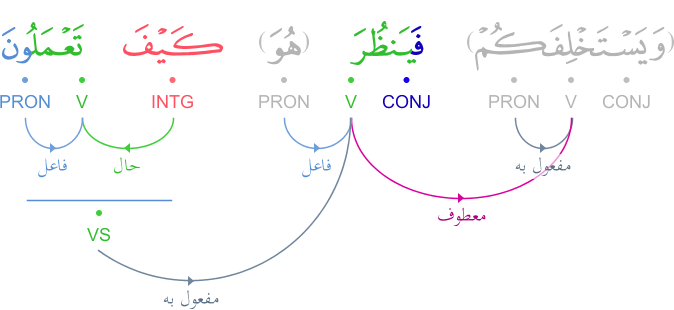 (وَيَسْتَخْلِفَكُمْ) فَيَنظُرَ (هُوَ) كَيْفَ تَعْمَلُونَ
PRON V INTG PRON V CONJ PRON V CONJ
فاعل حال فاعل مفعول به
معطوف
VS
مفعول به